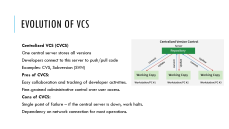 EVOLUTION OF VCS
Centralized VCS (CVCS)
One central server stores all versions
Developers connect to this server to push/pull code
Examples: CVS, Subversion (SVN)
Pros of CVCS:
Easy collaboration and tracking of developer activities.
Fine-grained administrative control over user access.
Cons of CVCS:
Single point of failure – if the central server is down, work halts.
Dependency on network connection for most operations.
Centralized Version Control
Server
Repository
Working Copy
Working Copy
Working Copy